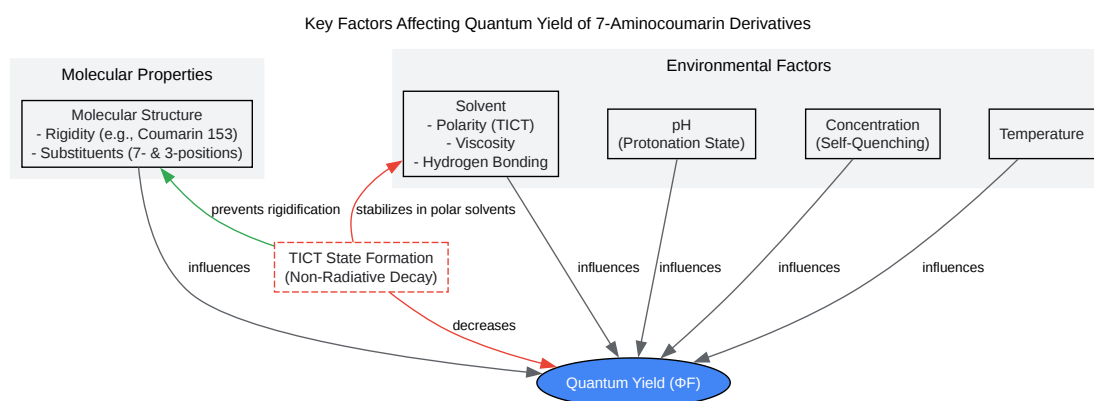 Key Factors Affecting Quantum Yield of 7-Aminocoumarin Derivatives
Molecular Properties
Environmental Factors
Molecular Structure
- Rigidity (e.g., Coumarin 153)
- Substituents (7- & 3-positions)
Solvent
- Polarity (TICT)
- Viscosity
- Hydrogen Bonding
pH
(Protonation State)
Concentration
(Self-Quenching)
Temperature
prevents rigidification
stabilizes in polar solvents
TICT State Formation
(Non-Radiative Decay)
influences
influences
influences
influences
influences
decreases
Quantum Yield (ΦF)